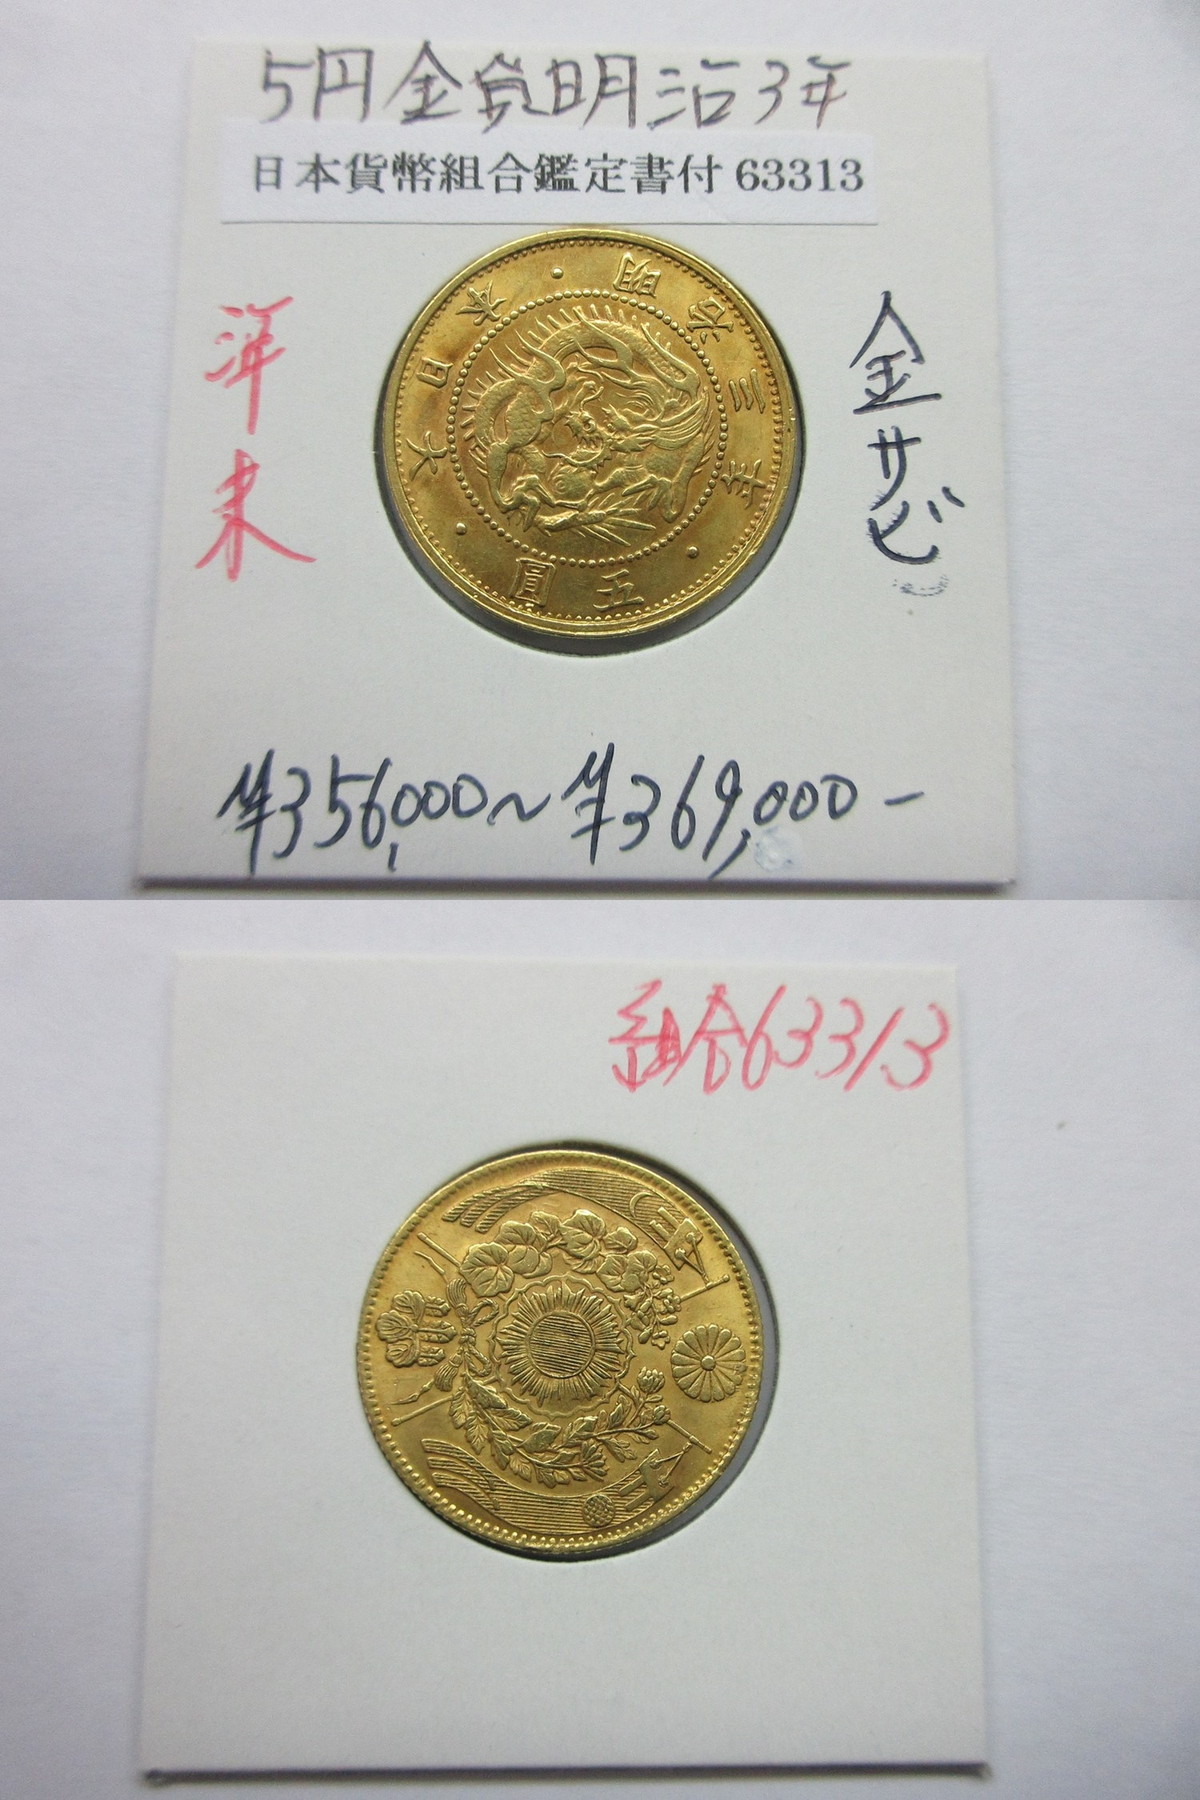 5円金貨明治3年
日本貨幣組合鑑定書付 63313
洋未
金サビ
大日本・明治三年・五圓・
¥356,000〜¥369,000-
組合63313